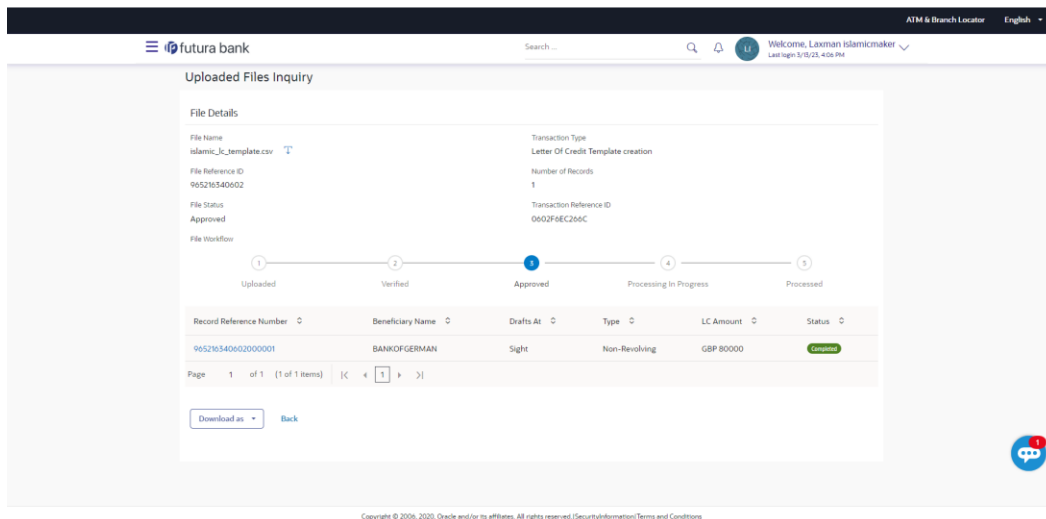 ATM & Branch Locator English
futura bank Search ... LI Welcome, Laxman islamicmaker
Last login 3/13/23, 4:06 PM
Uploaded Files Inquiry
File Details
File Name Transaction Type
islamic_lc_template.csv Letter Of Credit Template creation
File Reference ID Number of Records
965216340602 1
File Status Transaction Reference ID
Approved 0602F6EC266C
File Workflow
1 2 3 4 5
Uploaded Verified Approved Processing In Progress Processed
Record Reference Number Beneficiary Name Drafts At Type LC Amount Status
965216340602000001 BANKOFGERMAN Sight Non-Revolving GBP 80000 Completed
Page 1 of 1 (1 of 1 items) 1
Download as Back
1
Copyright © 2006, 2020, Oracle and/or its affiliates. All rights reserved.|SecurityInformation|Terms and Conditions